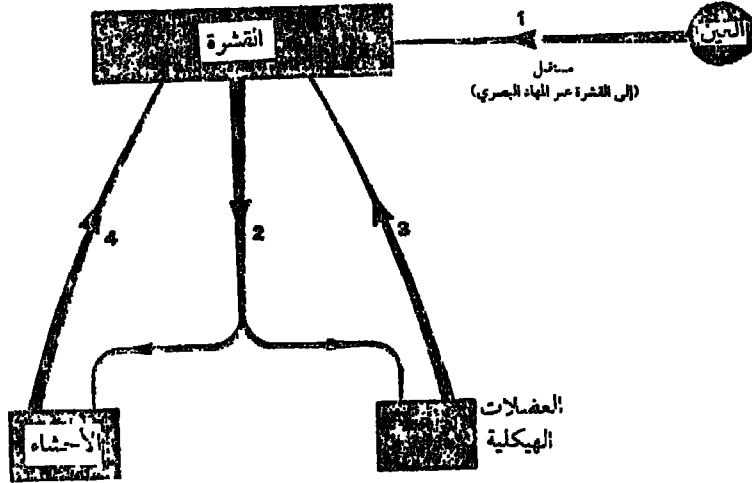 القشرة
العين
1
مستقبل
(إلى القشرة عبر المهاد البصري)
2
3
4
الأحشاء
العضلات
الهيكلية